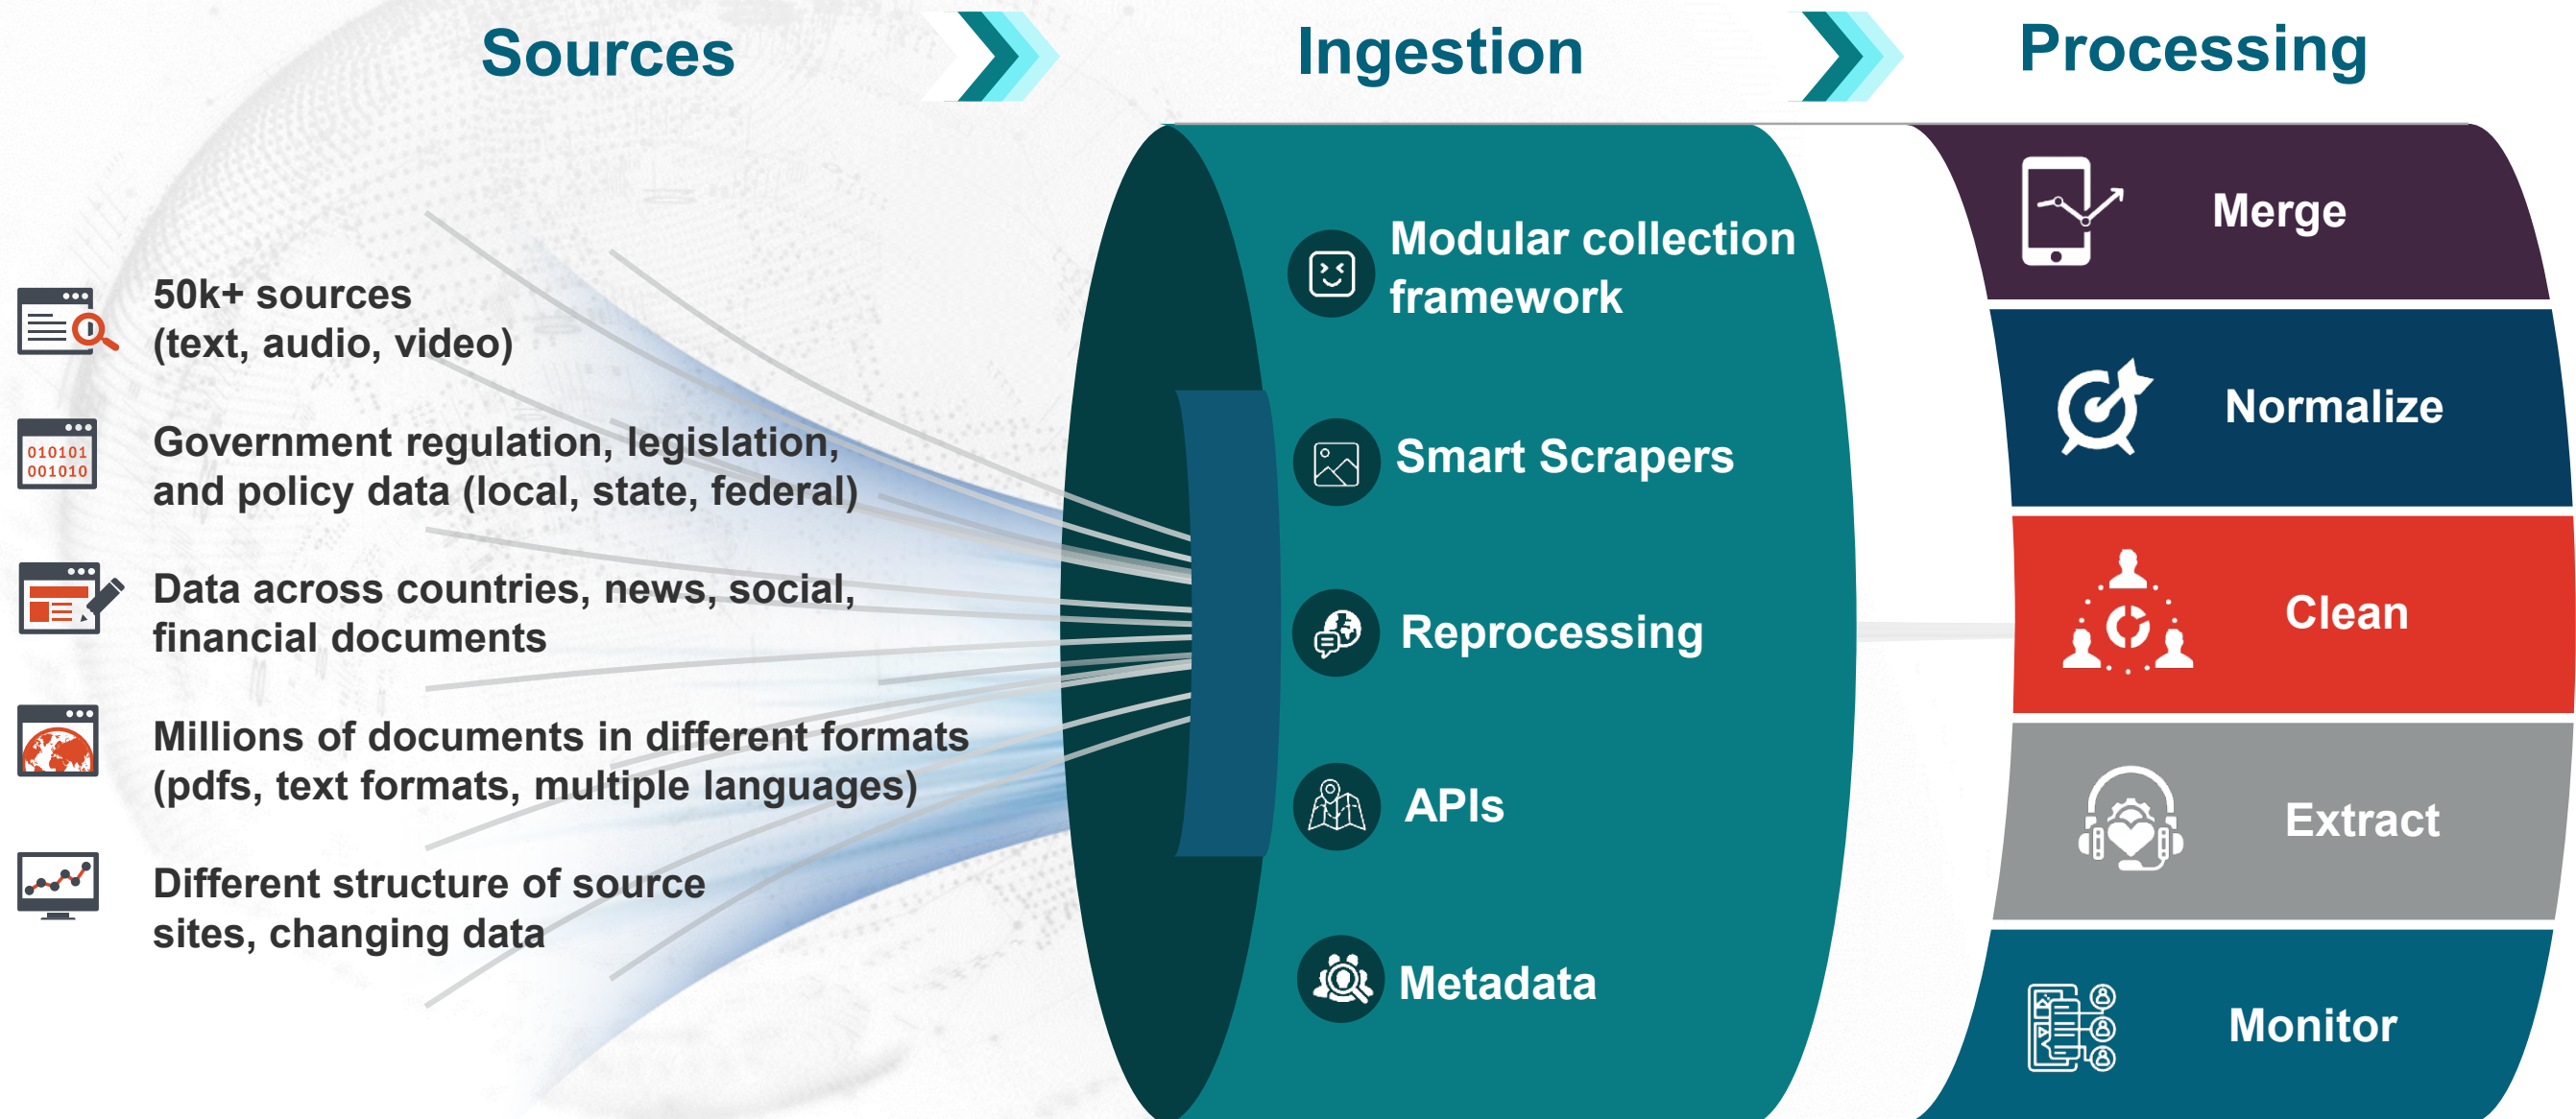 Sources
Ingestion
Processing
50k+ sources
(text, audio, video)
Government regulation, legislation,
and policy data (local, state, federal)
010101
001010
Data across countries, news, social,
financial documents
Millions of documents in different formats
(pdfs, text formats, multiple languages)
Different structure of source
sites, changing data
Modular collection
framework
Smart Scrapers
Reprocessing
APIs
Metadata
Merge
Normalize
Clean
Extract
Monitor